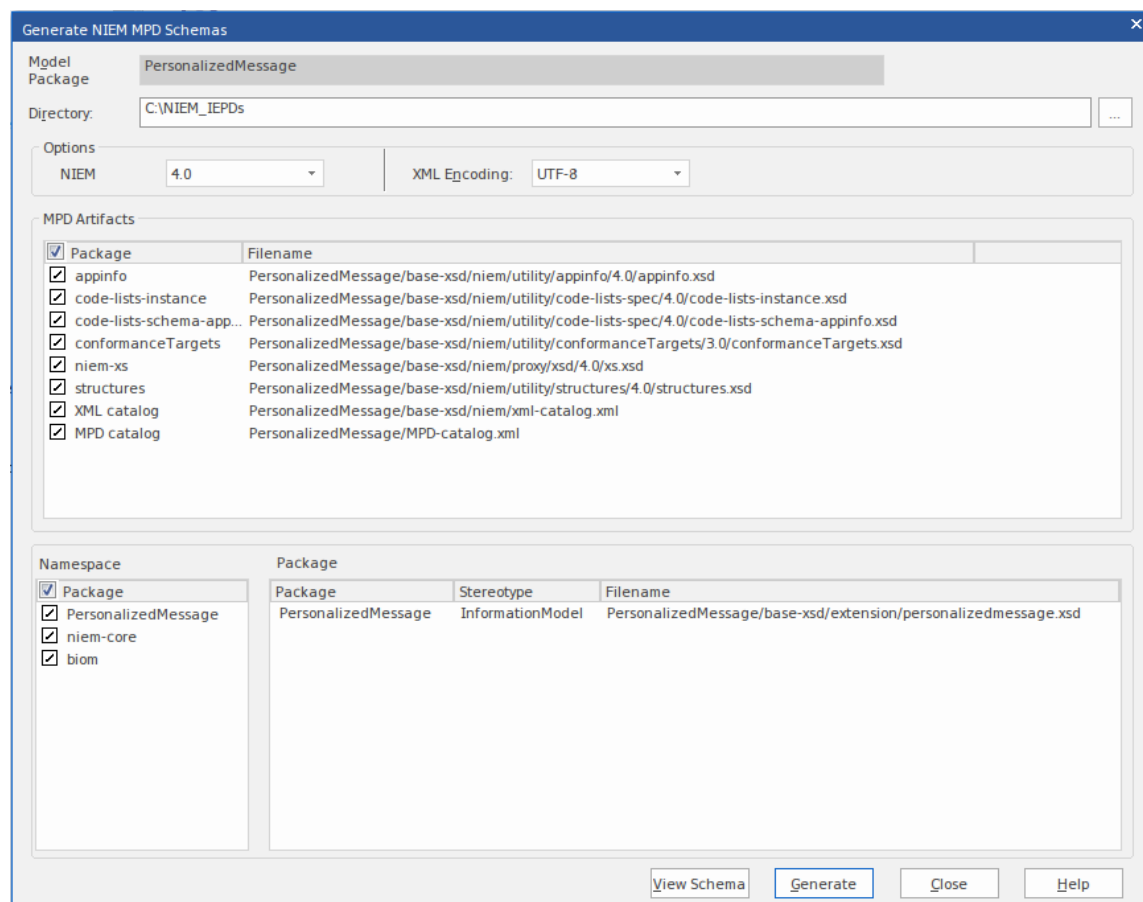 Generate NIEM MPD Schemas
Model
Package
PersonalizedMessage
Directory:
C:\NIEM_IEPDs
...
Options
NIEM
4.0
XML Encoding:
UTF-8
MPD Artifacts
Package Filename
appinfo PersonalizedMessage/base-xsd/niem/utility/appinfo/4.0/appinfo.xsd
code-lists-instance PersonalizedMessage/base-xsd/niem/utility/code-lists-spec/4.0/code-lists-instance.xsd
code-lists-schema-app... PersonalizedMessage/base-xsd/niem/utility/code-lists-spec/4.0/code-lists-schema-appinfo.xsd
conformanceTargets PersonalizedMessage/base-xsd/niem/utility/conformanceTargets/3.0/conformanceTargets.xsd
niem-xs PersonalizedMessage/base-xsd/niem/proxy/xsd/4.0/xs.xsd
structures PersonalizedMessage/base-xsd/niem/utility/structures/4.0/structures.xsd
XML catalog PersonalizedMessage/base-xsd/niem/xml-catalog.xml
MPD catalog PersonalizedMessage/MPD-catalog.xml
Namespace
Package
PersonalizedMessage
niem-core
biom
Package
Package Stereotype Filename
PersonalizedMessage InformationModel PersonalizedMessage/base-xsd/extension/personalizedmessage.xsd
View Schema
Generate
Close
Help